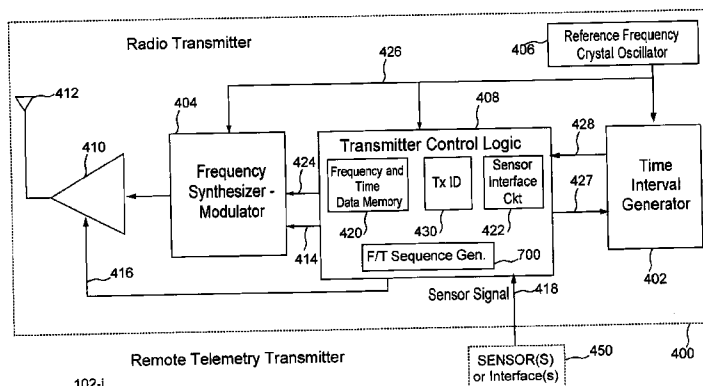 Radio Transmitter
Reference Frequency
Crystal Oscillator
406
426
412
404
408
410
428
Transmitter Control Logic
Frequency
Synthesizer -
Modulator
424
Frequency and
Time
Data Memory
Tx ID
Sensor
Interface
Ckt
Time
Interval
Generator
427
420
430
422
414
F/T Sequence Gen.
700
416
Sensor Signal
418
402
Remote Telemetry Transmitter
SENSOR(S)
or Interface(s)
450
400
102-i